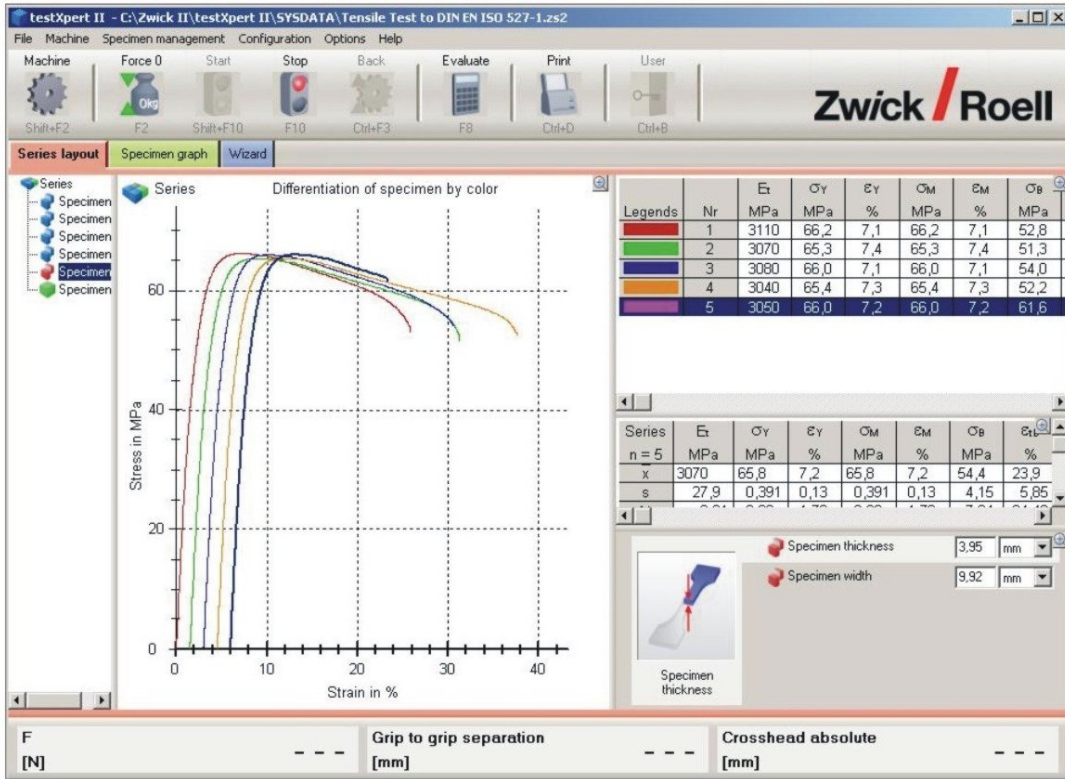 testXpert II - C:\Zwick II\testXpert II\SYSDATA\Tensile Test to DIN EN ISO 527-1.zs2
File Machine Specimen management Configuration Options Help
Machine Force 0 Start Stop Back Evaluate Print User
0kg
Shift+F2 F2 Shift+F10 F10 Ctrl+F3 F8 Ctrl+D Ctrl+B
Zwick / Roell
Series layout Specimen graph Wizard
Series
Specimen
Specimen
Specimen
Specimen
Specimen
Specimen
Series Differentiation of specimen by color
Stress in MPa
60
40
20
0
0 10 20 30 40
Strain in %
Et σY εY σM εM σB
Legends Nr MPa MPa % MPa % MPa
1 3110 66,2 7,1 66,2 7,1 52,8
2 3070 65,3 7,4 65,3 7,4 51,3
3 3080 66,0 7,1 66,0 7,1 54,0
4 3040 65,4 7,3 65,4 7,3 52,2
5 3050 66,0 7,2 66,0 7,2 61,6
Series Et σY εY σM εM σB εtB
n = 5 MPa MPa % MPa % MPa %
x̄ 3070 65,8 7,2 65,8 7,2 54,4 23,9
s 27,9 0,391 0,13 0,391 0,13 4,15 5,85
Specimen thickness 3,95 mm
Specimen width 9,92 mm
Specimen
thickness
F Grip to grip separation Crosshead absolute
[N] --- [mm] --- [mm] ---